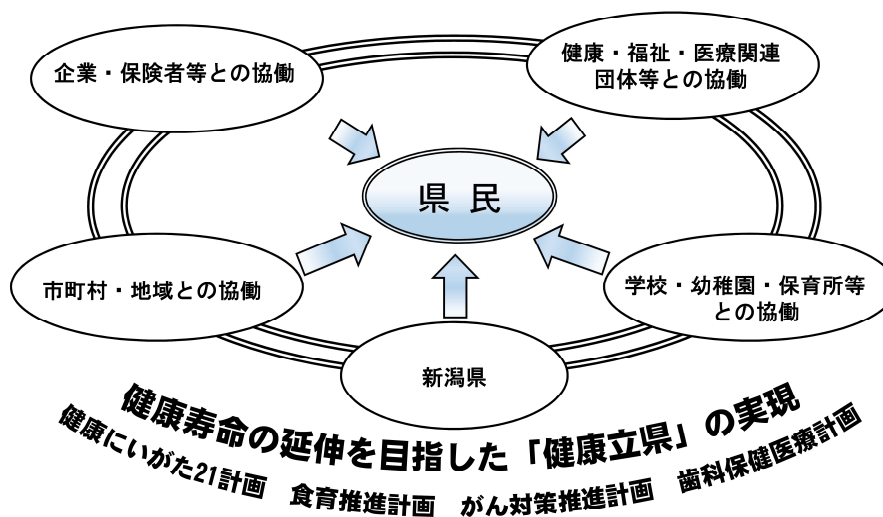 企業・保険者等との協働
健康・福祉・医療関連
団体等との協働
県民
市町村・地域との協働
学校・幼稚園・保育所等
との協働
新潟県
健康寿命の延伸を目指した「健康立県」の実現
健康にいがた21計画 食育推進計画 がん対策推進計画 歯科保健医療計画